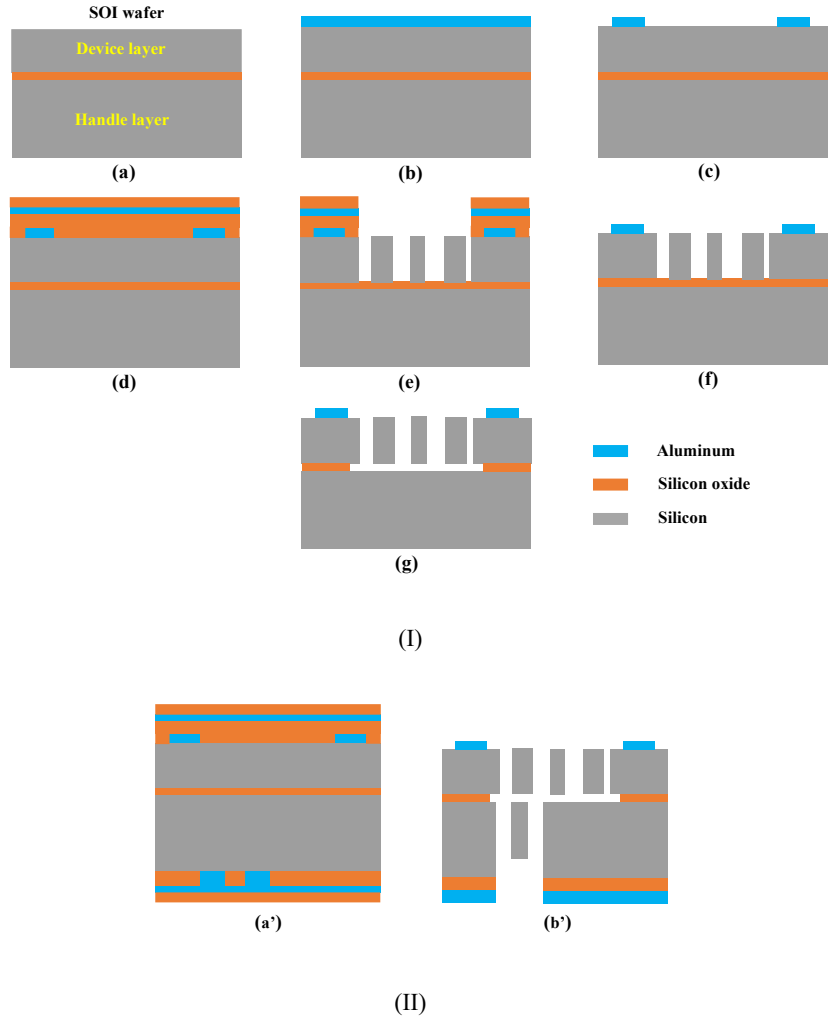 SOI wafer
Device layer
Handle layer
(a)
(b)
(c)
(d)
(e)
(f)
(g)
Aluminum
Silicon oxide
Silicon
(I)
(a')
(b')
(II)